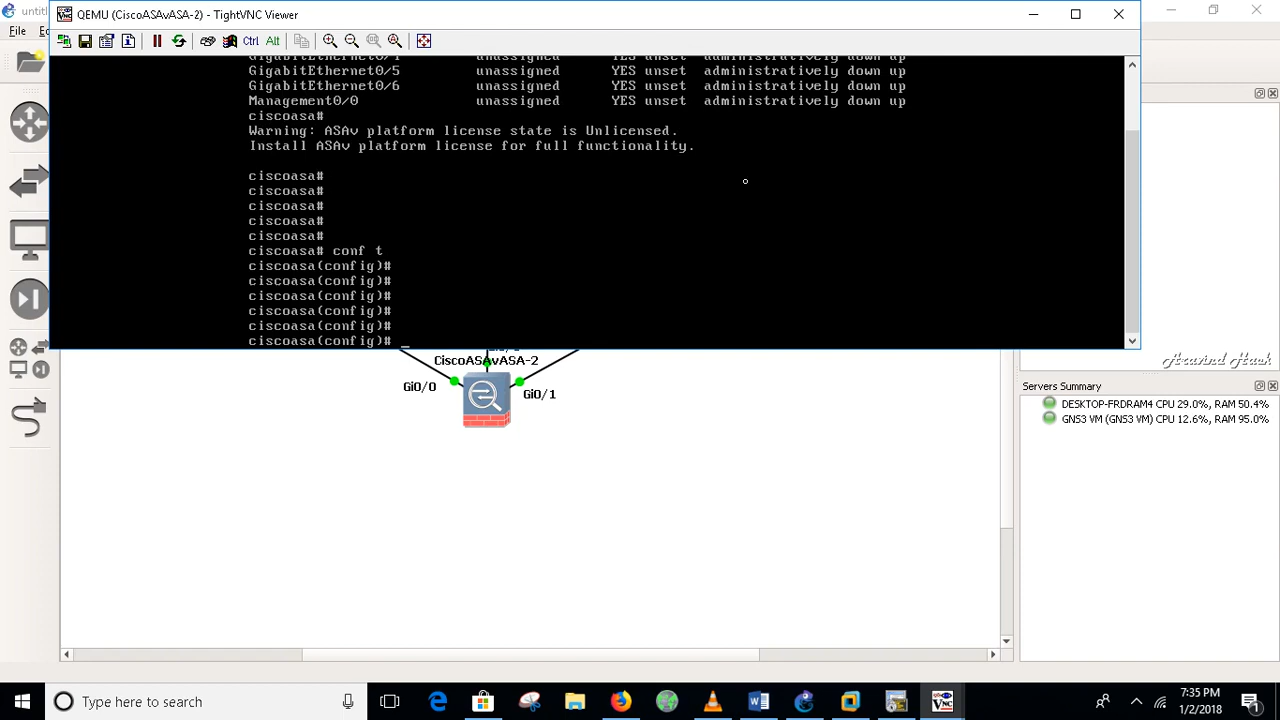 untitl
QEMU (CiscoASAvASA-2) - TightVNC Viewer
File
Ctrl Alt
GigabitEthernet0/5 unassigned YES unset administratively down up
GigabitEthernet0/6 unassigned YES unset administratively down up
Management0/0 unassigned YES unset administratively down up
ciscoasa#
Warning: ASAv platform license state is Unlicensed.
Install ASAv platform license for full functionality.
ciscoasa#
ciscoasa#
ciscoasa#
ciscoasa#
ciscoasa#
ciscoasa# conf t
ciscoasa(config)#
ciscoasa(config)#
ciscoasa(config)#
ciscoasa(config)#
ciscoasa(config)#
ciscoasa(config)# _
CiscoASAvASA-2
Gi0/0
Gi0/1
Aravind Hash
Servers Summary
DESKTOP-FRDRAM4 CPU 29.0%, RAM 50.4%
GNS3 VM (GNS3 VM) CPU 12.6%, RAM 95.0%
Type here to search
7:35 PM
1/2/2018